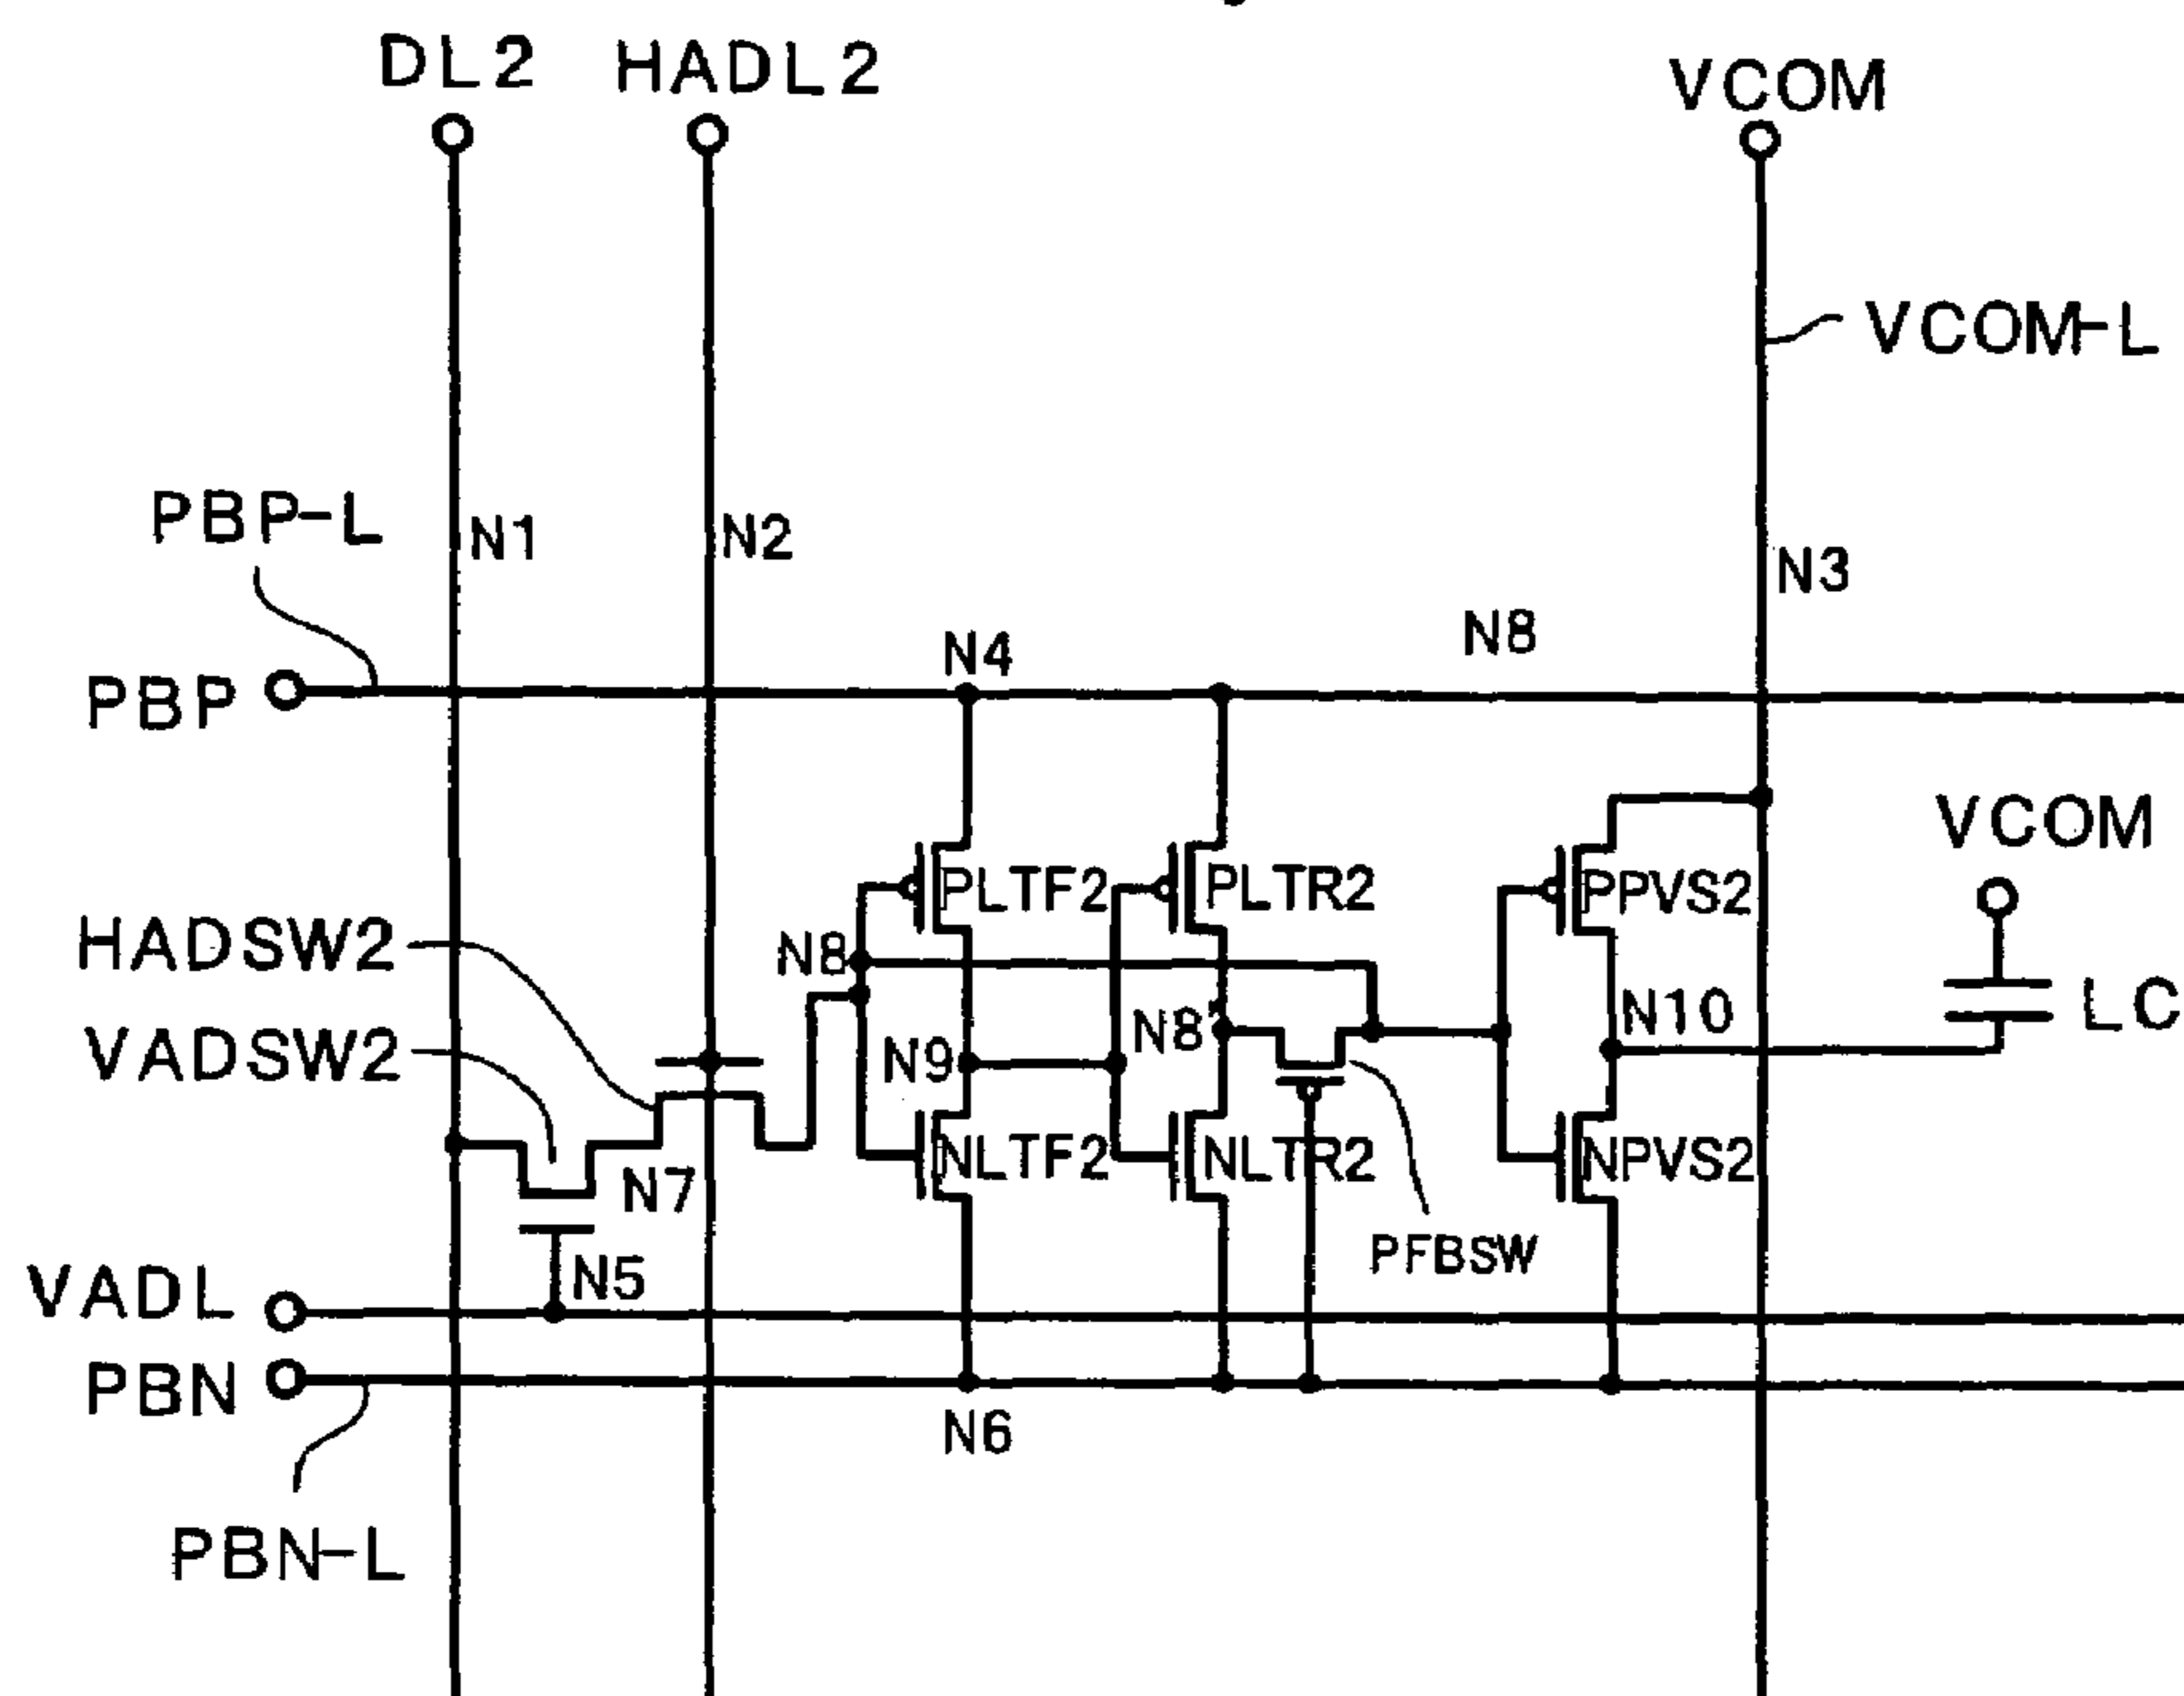 DL2
HADL2
VCOM
VCOM-L
PBP-L
N1
N2
N3
N8
N4
PBP
VCOM
PLTF2
PLTR2
PPVS2
HADSW2
N8
N10
LC
VADSW2
N9
N8
NLTF2
NLTR2
NPVS2
N7
PFBSW
VADL
N5
PBN
N6
PBN-L